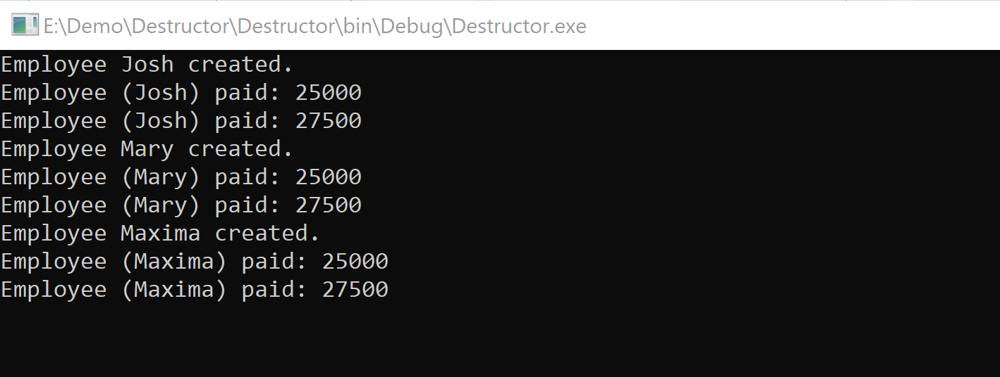 E:\Demo\Destructor\Destructor\bin\Debug\Destructor.exe
Employee Josh created.
Employee (Josh) paid: 25000
Employee (Josh) paid: 27500
Employee Mary created.
Employee (Mary) paid: 25000
Employee (Mary) paid: 27500
Employee Maxima created.
Employee (Maxima) paid: 25000
Employee (Maxima) paid: 27500